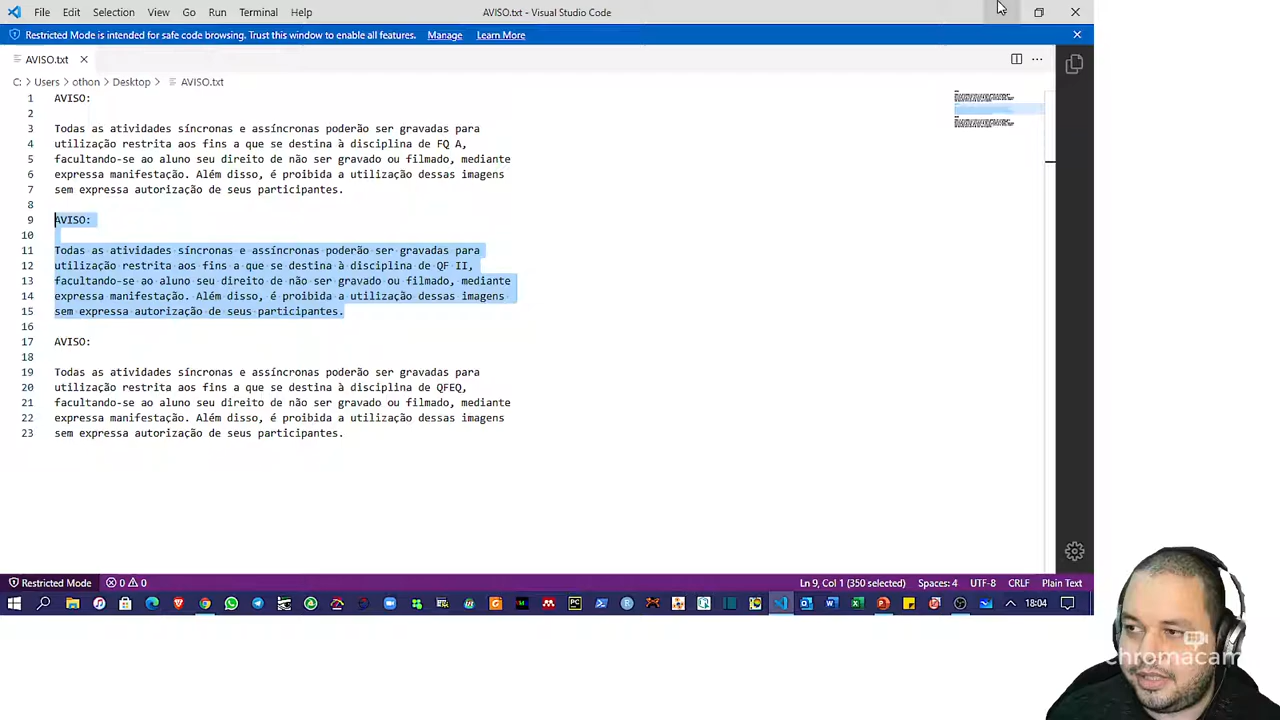 File Edit Selection View Go Run Terminal Help AVISO.txt - Visual Studio Code
Restricted Mode is intended for safe code browsing. Trust this window to enable all features. Manage Learn More
AVISO.txt
C: > Users > othon > Desktop > AVISO.txt
1 AVISO:
2
3 Todas as atividades síncronas e assíncronas poderão ser gravadas para
4 utilização restrita aos fins a que se destina à disciplina de FQ A,
5 facultando-se ao aluno seu direito de não ser gravado ou filmado, mediante
6 expressa manifestação. Além disso, é proibida a utilização dessas imagens
7 sem expressa autorização de seus participantes.
8
9 AVISO:
10
11 Todas as atividades síncronas e assíncronas poderão ser gravadas para
12 utilização restrita aos fins a que se destina à disciplina de QF II,
13 facultando-se ao aluno seu direito de não ser gravado ou filmado, mediante
14 expressa manifestação. Além disso, é proibida a utilização dessas imagens
15 sem expressa autorização de seus participantes.
16
17 AVISO:
18
19 Todas as atividades síncronas e assíncronas poderão ser gravadas para
20 utilização restrita aos fins a que se destina à disciplina de QFEQ,
21 facultando-se ao aluno seu direito de não ser gravado ou filmado, mediante
22 expressa manifestação. Além disso, é proibida a utilização dessas imagens
23 sem expressa autorização de seus participantes.
Restricted Mode 0 0 Ln 9, Col 1 (350 selected) Spaces: 4 UTF-8 CRLF Plain Text
18:04
chromacam